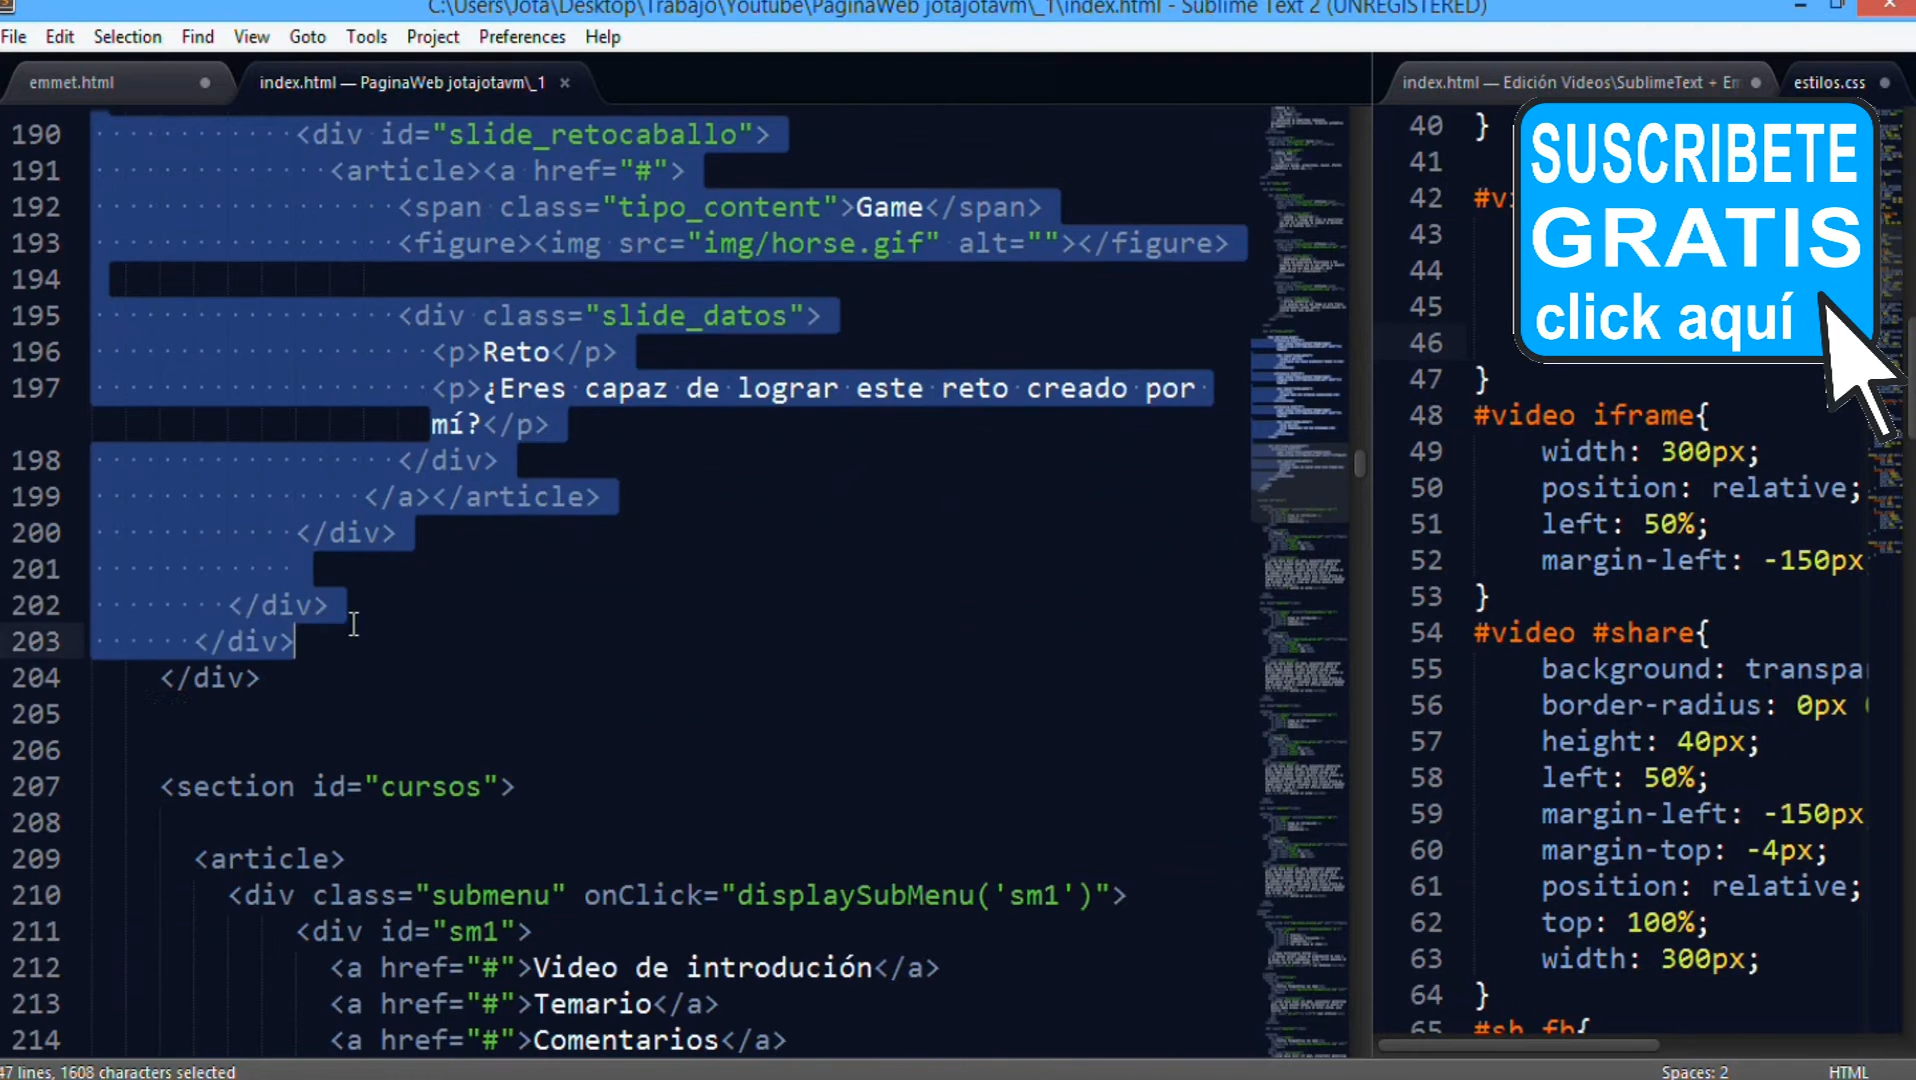 C:\Users\Jota\Desktop\Trabajo\Youtube\PaginaWeb jotajotavm\_1\index.html - Sublime Text 2 (UNREGISTERED)
File Edit Selection Find View Goto Tools Project Preferences Help
emmet.html
index.html — PaginaWeb jotajotavm\_1 ×
190 <div id="slide_retocaballo">
191 <article><a href="#">
192 <span class="tipo_content">Game</span>
193 <figure><img src="img/horse.gif" alt=""></figure>
194
195 <div class="slide_datos">
196 <p>Reto</p>
197 <p>¿Eres capaz de lograr este reto creado por
mí?</p>
198 </div>
199 </a></article>
200 </div>
201
202 </div>
203 </div>
204 </div>
205
206
207 <section id="cursos">
208
209 <article>
210 <div class="submenu" onClick="displaySubMenu('sm1')">
211 <div id="sm1">
212 <a href="#">Video de introdución</a>
213 <a href="#">Temario</a>
214 <a href="#">Comentarios</a>
index.html — Edición Videos\SublimeText + Em
estilos.css
40 }
41
42 #vi
43
44
45
46
47 }
48 #video iframe{
49 width: 300px;
50 position: relative;
51 left: 50%;
52 margin-left: -150px
53 }
54 #video #share{
55 background: transpa
56 border-radius: 0px
57 height: 40px;
58 left: 50%;
59 margin-left: -150px
60 margin-top: -4px;
61 position: relative;
62 top: 100%;
63 width: 300px;
64 }
65 #sh_fb{
SUSCRIBETE
GRATIS
click aquí
47 lines, 1608 characters selected
Spaces: 2 HTML